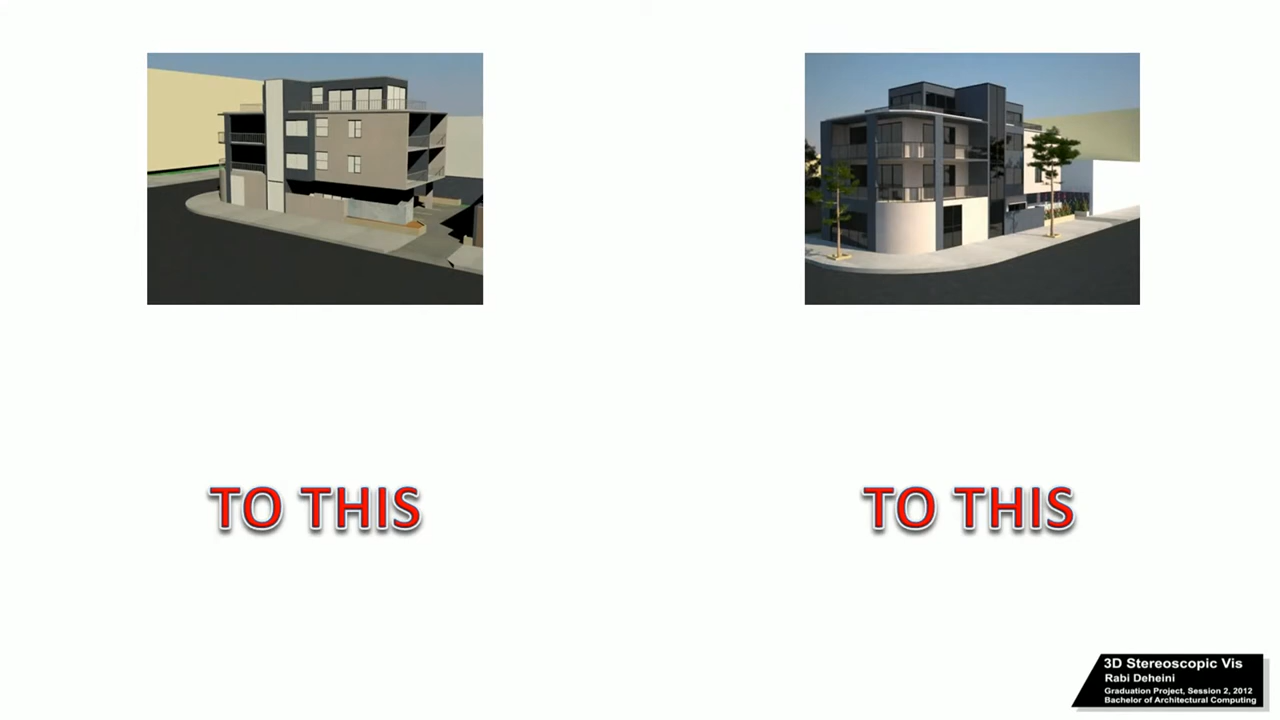 TO THIS
TO THIS
3D Stereoscopic Vis
Rabi Deheini
Graduation Project, Session 2, 2012
Bachelor of Architectural Computing